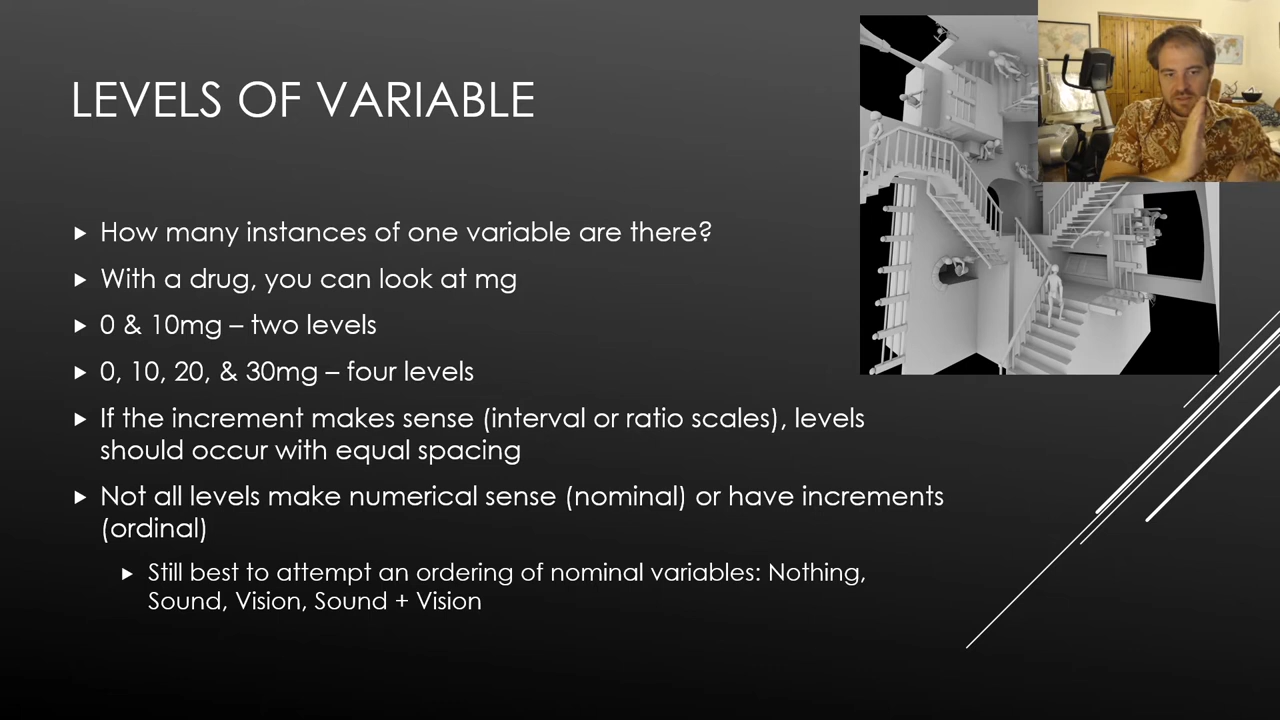 LEVELS OF VARIABLE
How many instances of one variable are there?
With a drug, you can look at mg
0 & 10mg – two levels
0, 10, 20, & 30mg – four levels
If the increment makes sense (interval or ratio scales), levels
should occur with equal spacing
Not all levels make numerical sense (nominal) or have increments
(ordinal)
Still best to attempt an ordering of nominal variables: Nothing,
Sound, Vision, Sound + Vision